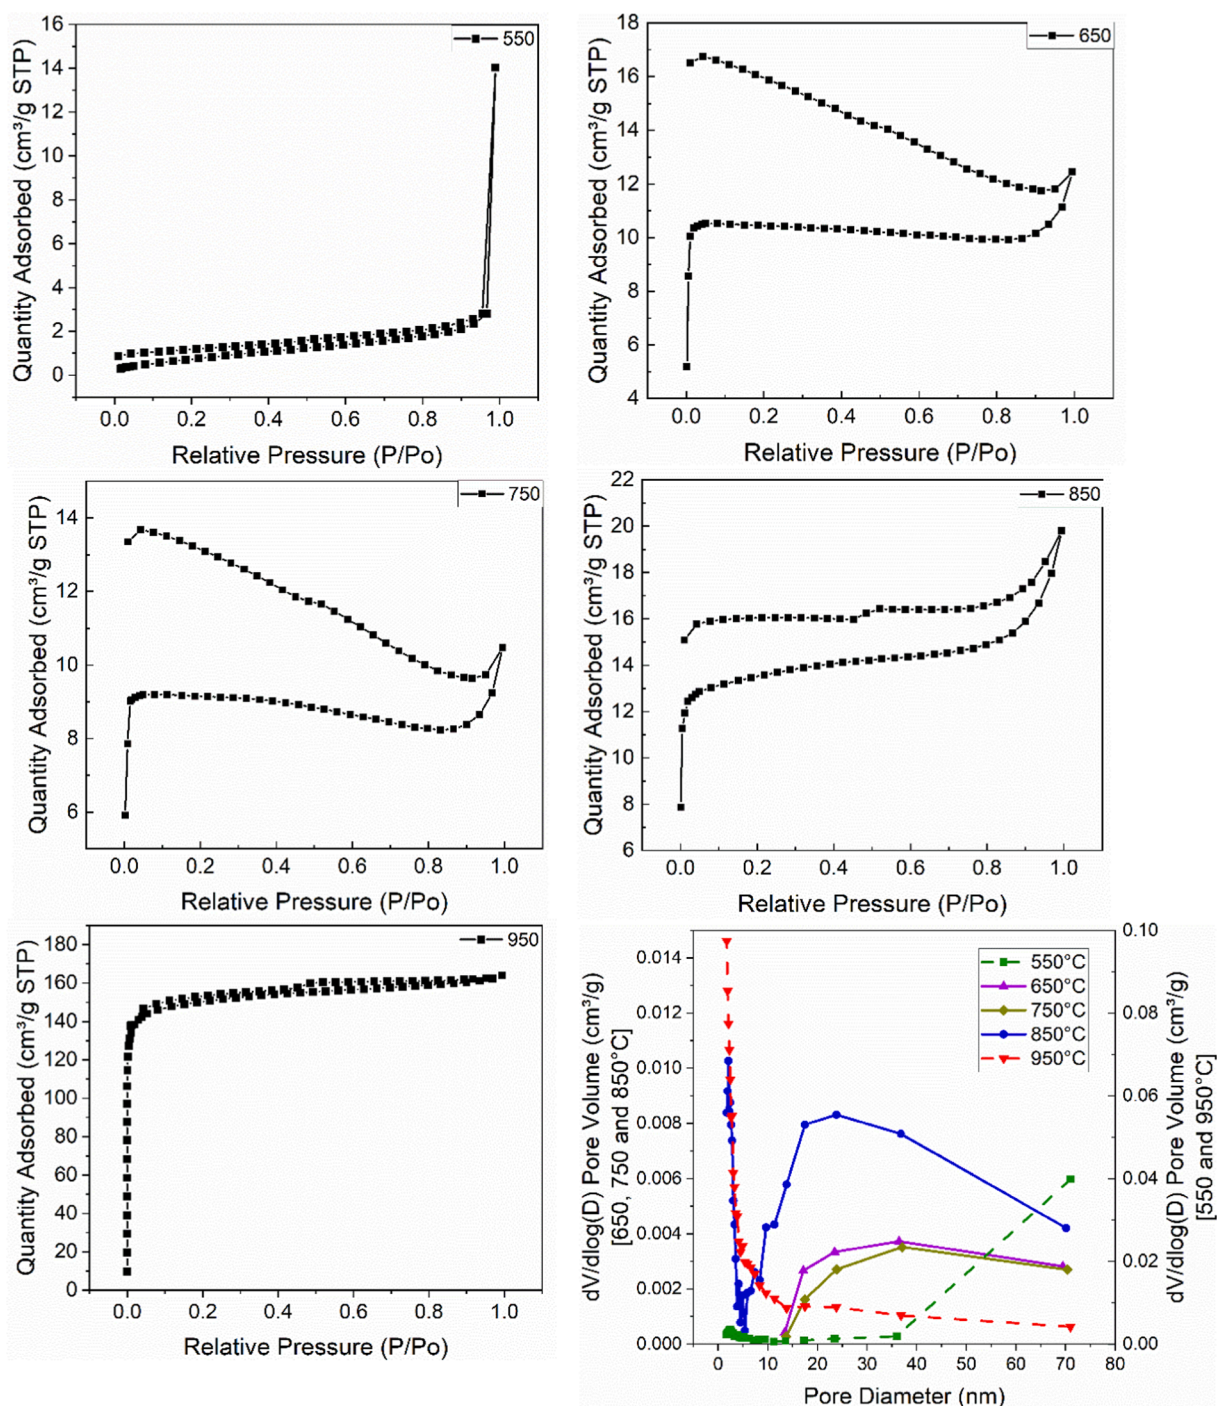 550
Quantity Adsorbed (cm³/g STP)
16
14
12
10
8
6
4
2
0
0.0 0.2 0.4 0.6 0.8 1.0
Relative Pressure (P/Po)
650
Quantity Adsorbed (cm³/g STP)
18
16
14
12
10
8
6
4
0.0 0.2 0.4 0.6 0.8 1.0
Relative Pressure (P/Po)
750
Quantity Adsorbed (cm³/g STP)
14
12
10
8
6
0.0 0.2 0.4 0.6 0.8 1.0
Relative Pressure (P/Po)
850
Quantity Adsorbed (cm³/g STP)
22
20
18
16
14
12
10
8
6
0.0 0.2 0.4 0.6 0.8 1.0
Relative Pressure (P/Po)
950
Quantity Adsorbed (cm³/g STP)
180
160
140
120
100
80
60
40
20
0
0.0 0.2 0.4 0.6 0.8 1.0
Relative Pressure (P/Po)
550°C
650°C
750°C
850°C
950°C
dV/dlog(D) Pore Volume (cm³/g)
[650, 750 and 850°C]
0.014
0.012
0.010
0.008
0.006
0.004
0.002
0.000
0 10 20 30 40 50 60 70 80
Pore Diameter (nm)
0.10
0.08
0.06
0.04
0.02
0.00
dV/dlog(D) Pore Volume (cm³/g)
[550 and 950°C]